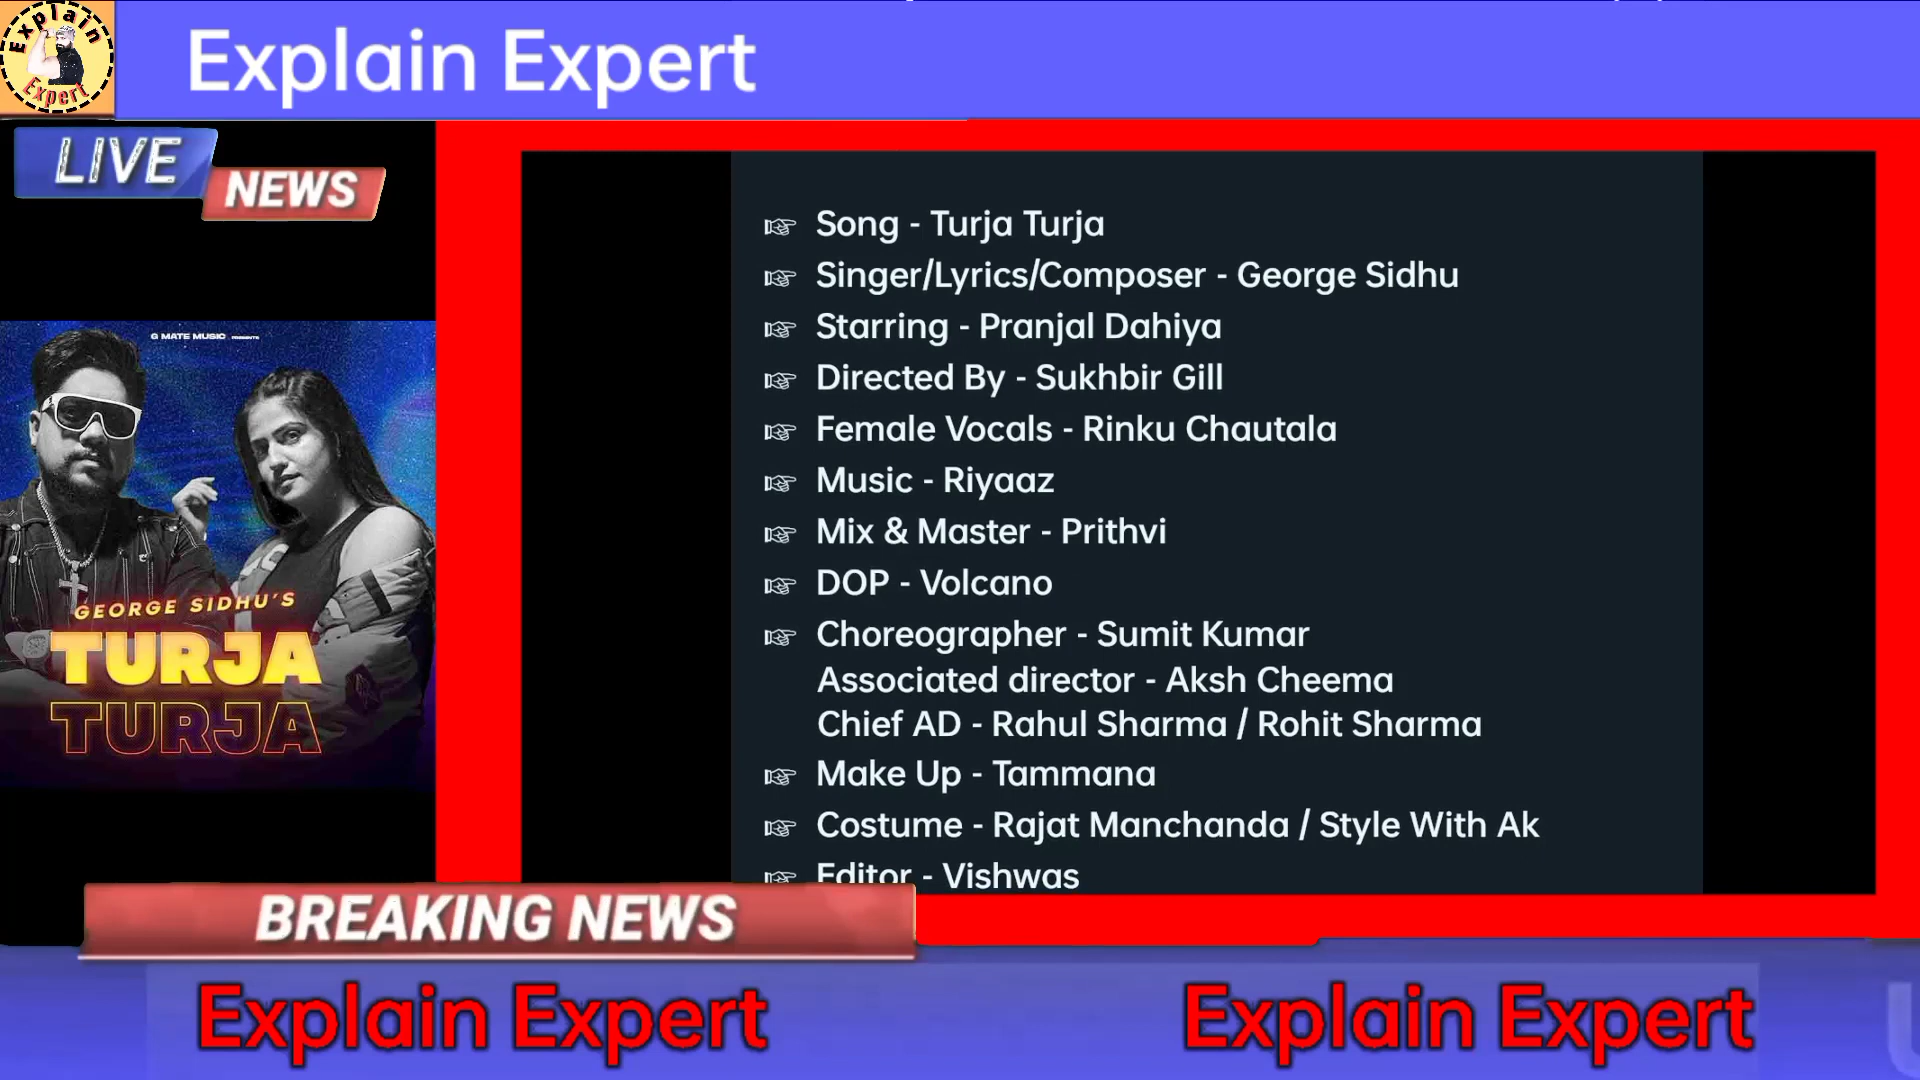 Explain
Expert
Explain Expert
LIVE
NEWS
G MATE MUSIC PRESENTS
GEORGE SIDHU'S
TURJA
TURJA
☞ Song - Turja Turja
☞ Singer/Lyrics/Composer - George Sidhu
☞ Starring - Pranjal Dahiya
☞ Directed By - Sukhbir Gill
☞ Female Vocals - Rinku Chautala
☞ Music - Riyaaz
☞ Mix & Master - Prithvi
☞ DOP - Volcano
☞ Choreographer - Sumit Kumar
Associated director - Aksh Cheema
Chief AD - Rahul Sharma / Rohit Sharma
☞ Make Up - Tammana
☞ Costume - Rajat Manchanda / Style With Ak
☞ Editor - Vishwas
BREAKING NEWS
Explain Expert Explain Expert